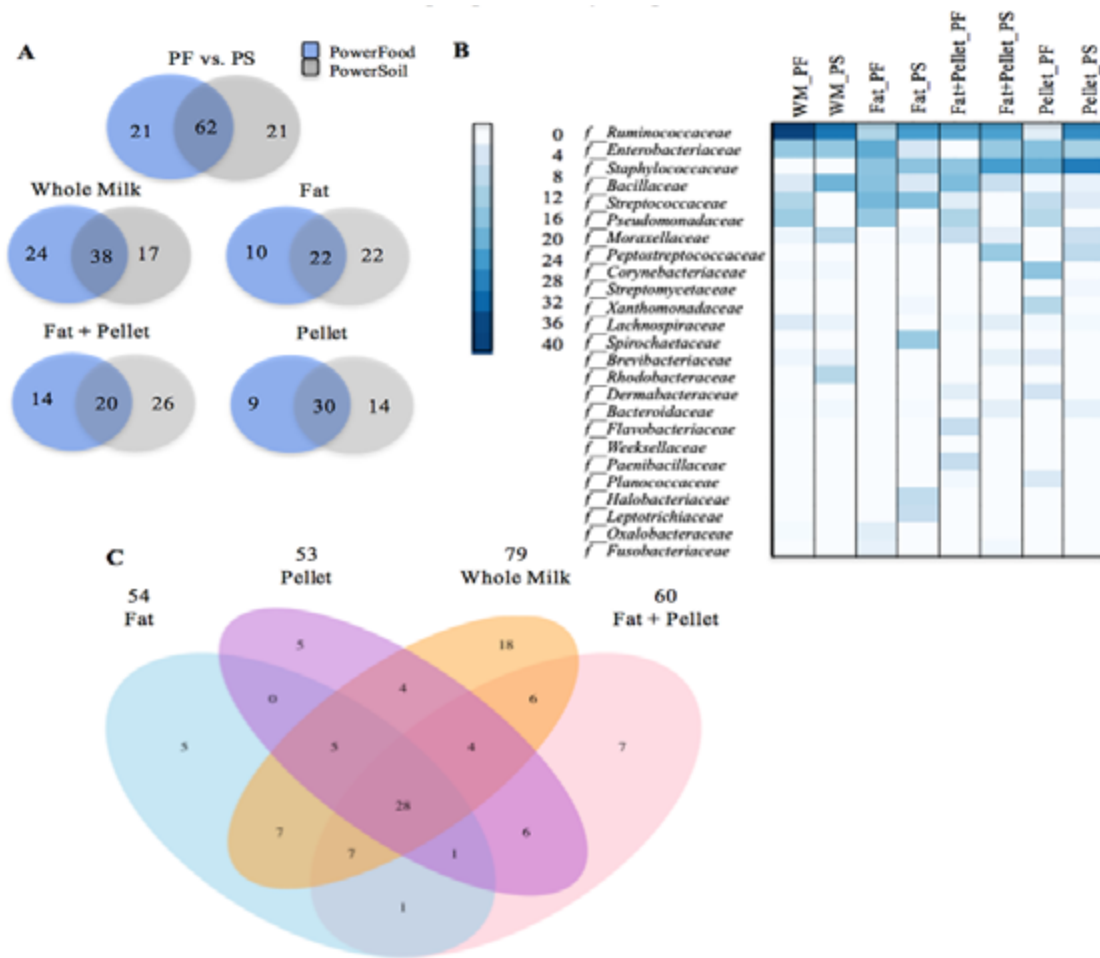 A
PF vs. PS
PowerFood
PowerSoil
21
62
21
Whole Milk
24
38
17
Fat
10
22
22
Fat + Pellet
14
20
26
Pellet
9
30
14
B
WM_PF
WM_PS
Fat_PF
Fat_PS
Fat+Pellet_PF
Fat+Pellet_PS
Pellet_PF
Pellet_PS
0
4
8
12
16
20
24
28
32
36
40
f__Ruminococcaceae
f__Enterobacteriaceae
f__Staphylococcaceae
f__Bacillaceae
f__Streptococcaceae
f__Pseudomonadaceae
f__Moraxellaceae
f__Peptostreptococcaceae
f__Corynebacteriaceae
f__Streptomycetaceae
f__Xanthomonadaceae
f__Lachnospiraceae
f__Spirochaetaceae
f__Brevibacteriaceae
f__Rhodobacteraceae
f__Dermabacteraceae
f__Bacteroidaceae
f__Flavobacteriaceae
f__Weeksellaceae
f__Paenibacillaceae
f__Planococcaceae
f__Halobacteriaceae
f__Leptotrichiaceae
f__Oxalobacteraceae
f__Fusobacteriaceae
C
54
Fat
53
Pellet
79
Whole Milk
60
Fat + Pellet
5
18
0
4
6
5
5
4
7
28
7
7
1
6
1